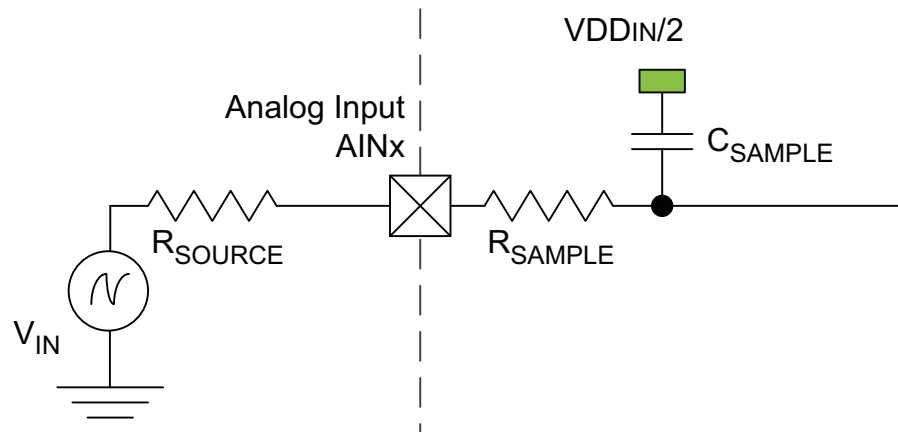 VDDIN/2
Analog Input
AINx
CSAMPLE
RSOURCE
RSAMPLE
VIN